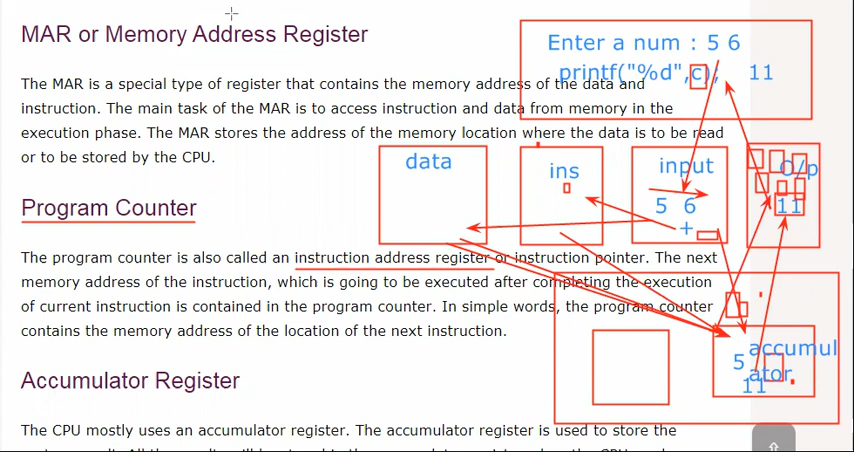 MAR or Memory Address Register
Enter a num : 5 6
printf("%d",c); 11
The MAR is a special type of register that contains the memory address of the data and
instruction. The main task of the MAR is to access instruction and data from memory in the
execution phase. The MAR stores the address of the memory location where the data is to be read
or to be stored by the CPU.
data
ins
input
O/p
5 6
+
11
Program Counter
The program counter is also called an instruction address register or instruction pointer. The next
memory address of the instruction, which is going to be executed after completing the execution
of current instruction is contained in the program counter. In simple words, the program counter
contains the memory address of the location of the next instruction.
5
accumul
ator
11
Accumulator Register
The CPU mostly uses an accumulator register. The accumulator register is used to store the